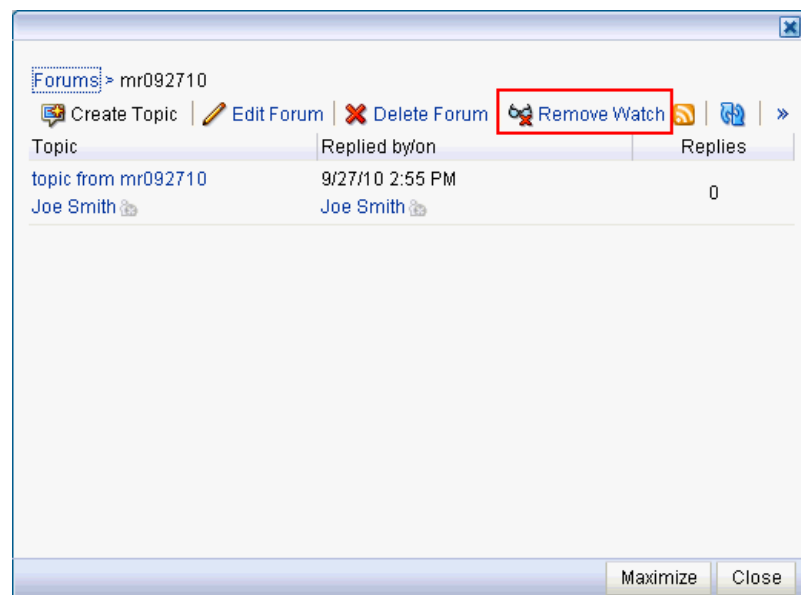 Forums > mr092710
Create Topic | Edit Forum | Delete Forum Remove Watch | | »
Topic Replied by/on Replies
topic from mr092710 9/27/10 2:55 PM 0
Joe Smith Joe Smith
Maximize Close